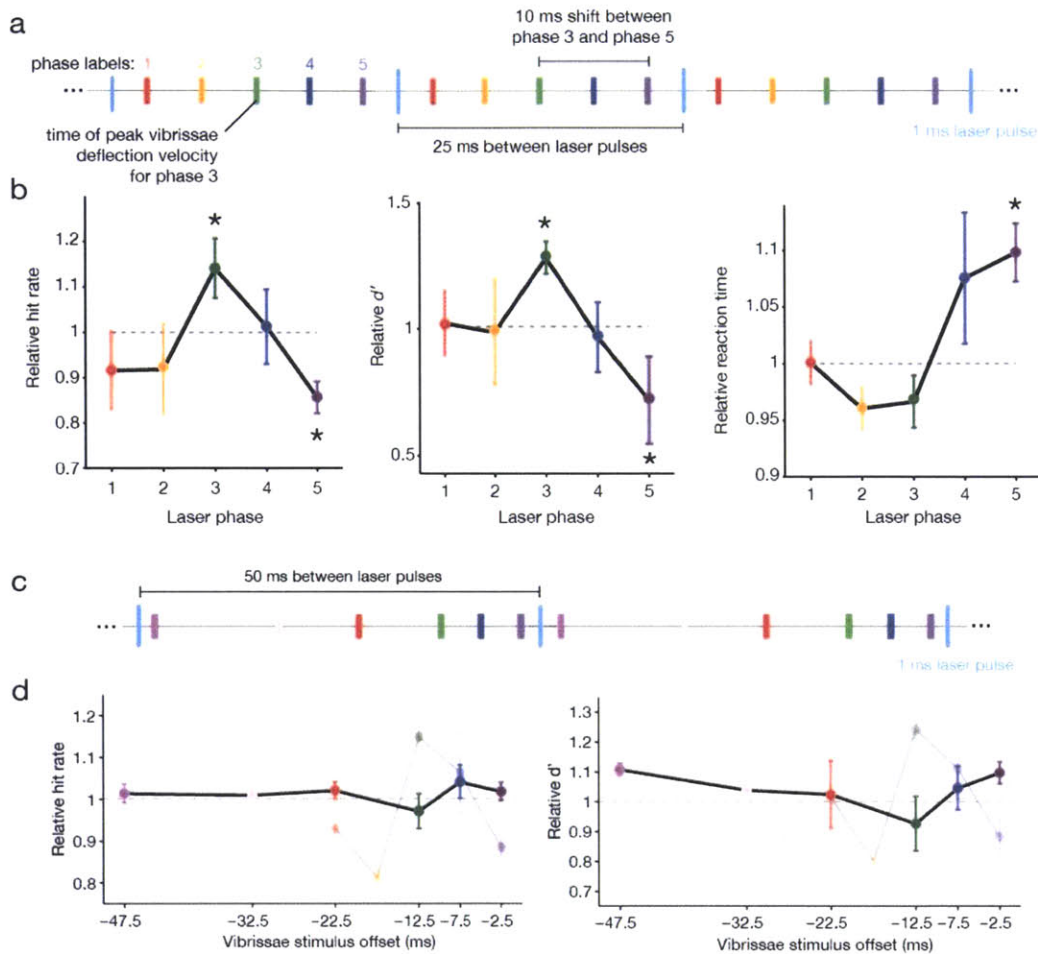 a
10 ms shift between
phase 3 and phase 5
phase labels: 1 2 3 4 5
...
...
time of peak vibrissae
deflection velocity
for phase 3
25 ms between laser pulses
1 ms laser pulse
b
Relative hit rate
1.2
1.1
1
0.9
0.8
0.7
*
*
1 2 3 4 5
Laser phase
Relative d′
1.5
1
0.5
*
*
1 2 3 4 5
Laser phase
Relative reaction time
1.1
1.05
1
0.95
0.9
*
1 2 3 4 5
Laser phase
c
50 ms between laser pulses
...
...
1 ms laser pulse
d
Relative hit rate
1.2
1.1
1
0.9
0.8
−47.5 −32.5 −22.5 −12.5 −7.5 −2.5
Vibrissae stimulus offset (ms)
Relative d'
1.3
1.2
1.1
1
0.9
0.8
0.7
−47.5 −32.5 −22.5 −12.5 −7.5 −2.5
Vibrissae stimulus offset (ms)